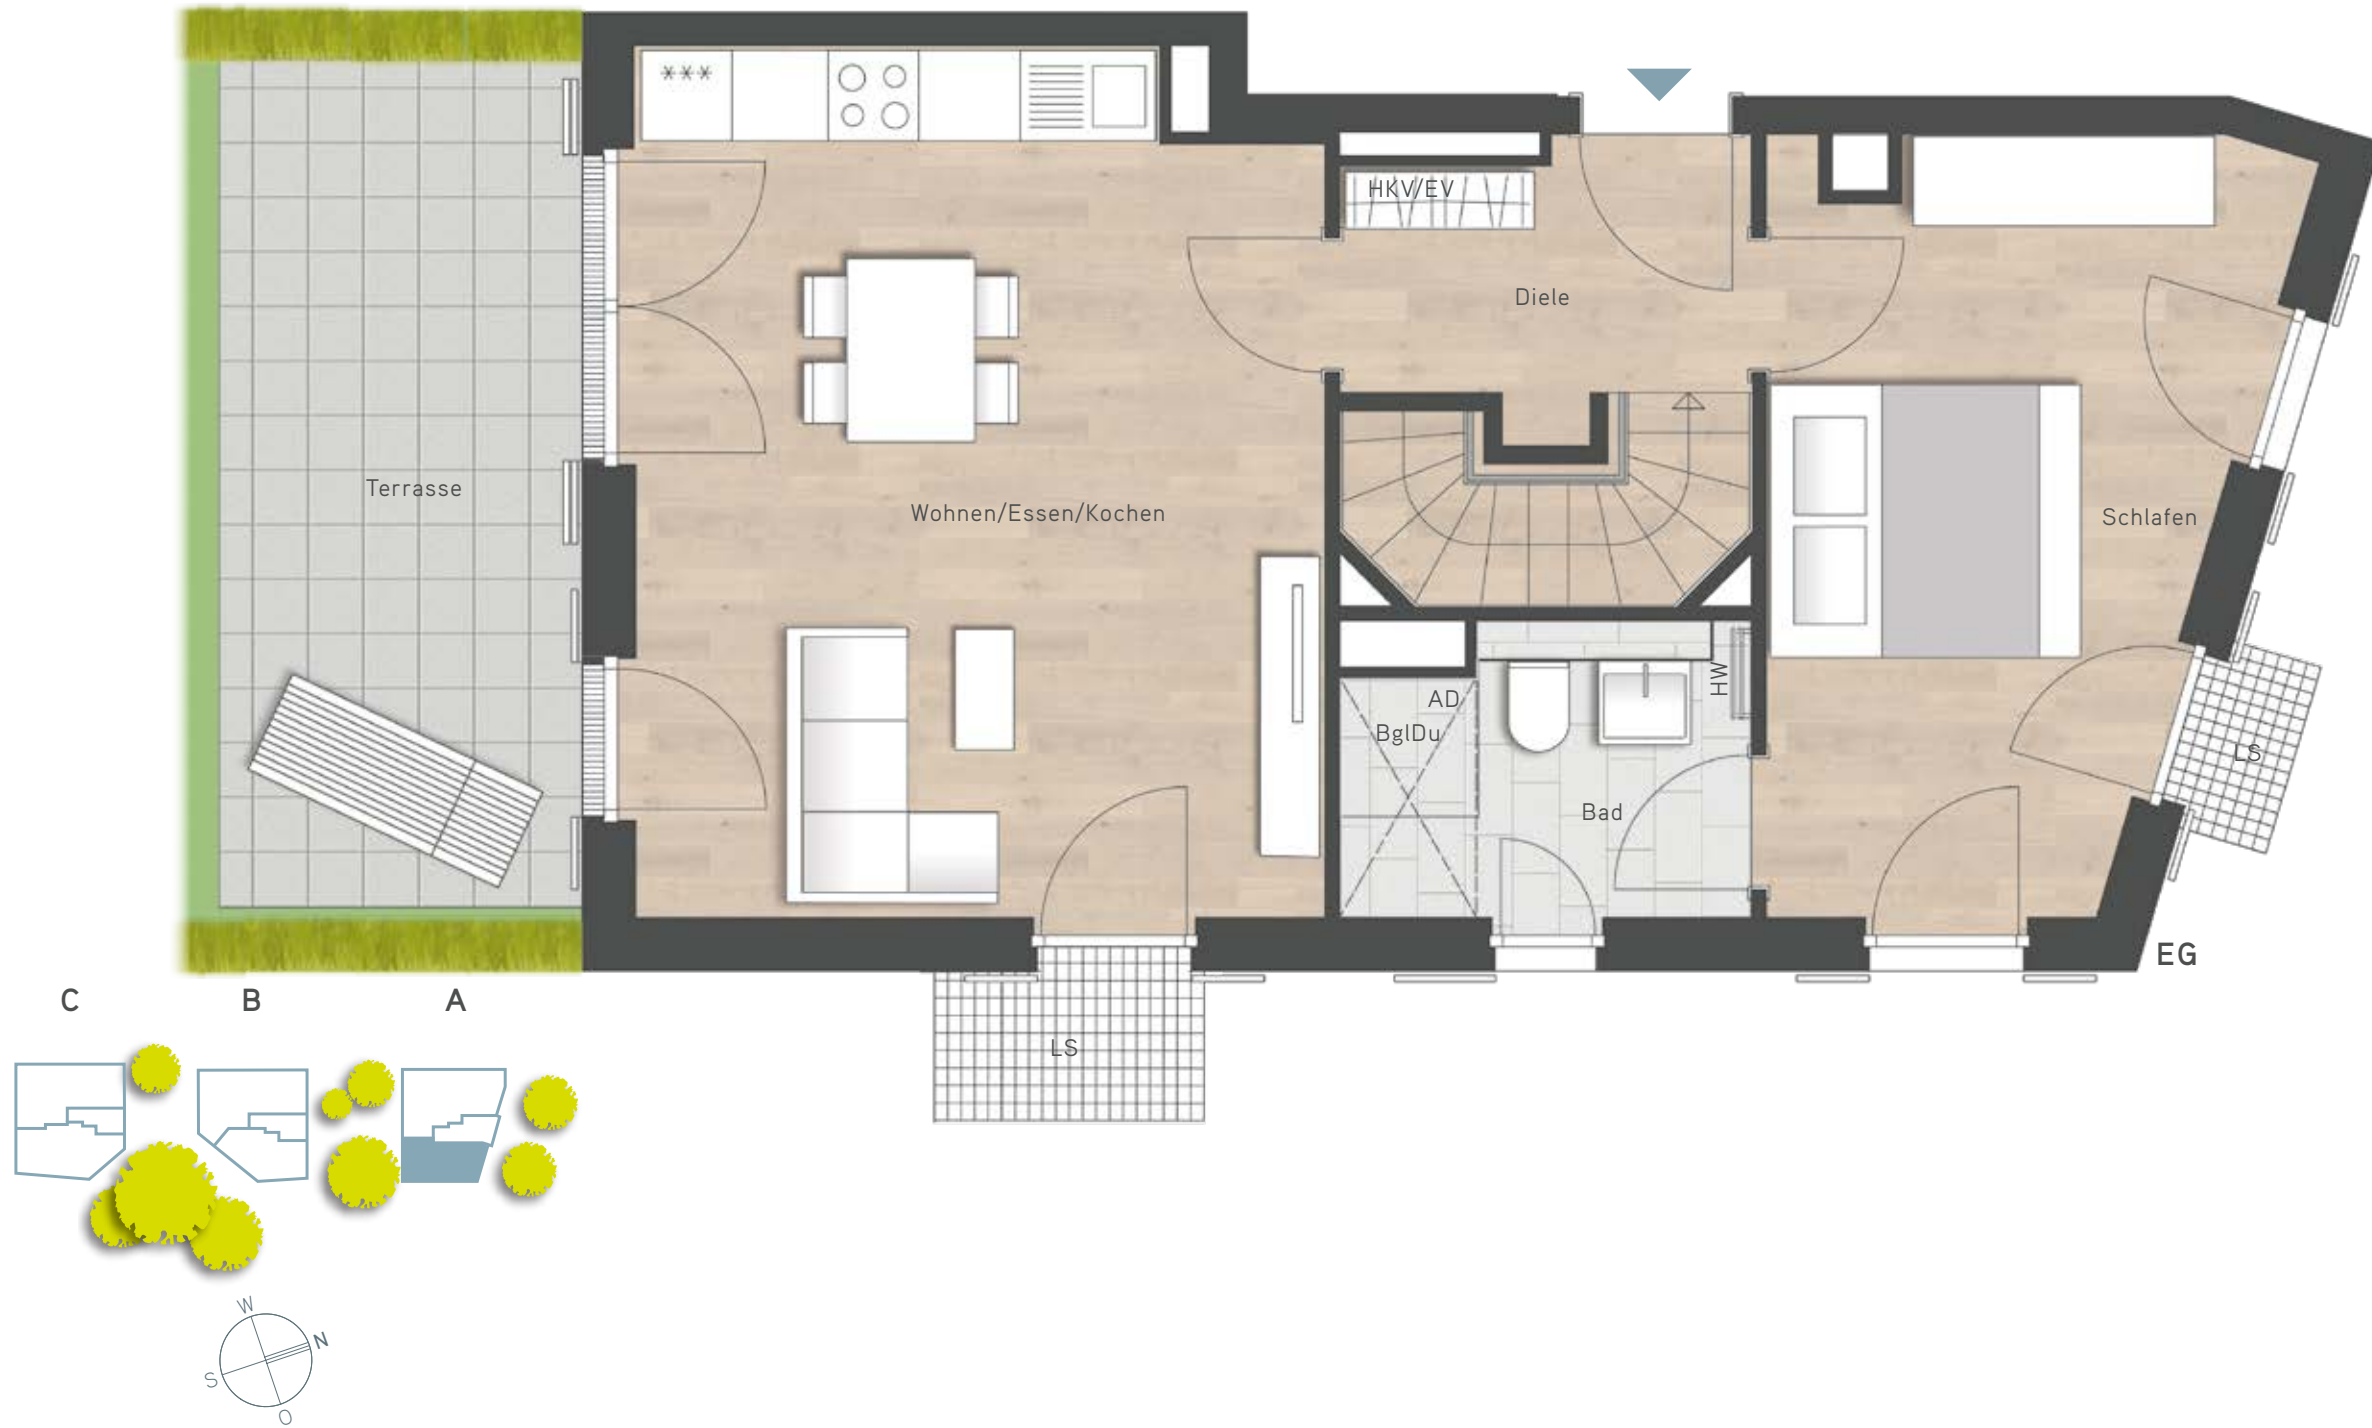 ***
HKV/EV
Diele
Terrasse
Wohnen/Essen/Kochen
Schlafen
HW
AD
BglDu
LS
Bad
EG
C
B
A
LS
W
N
S
O